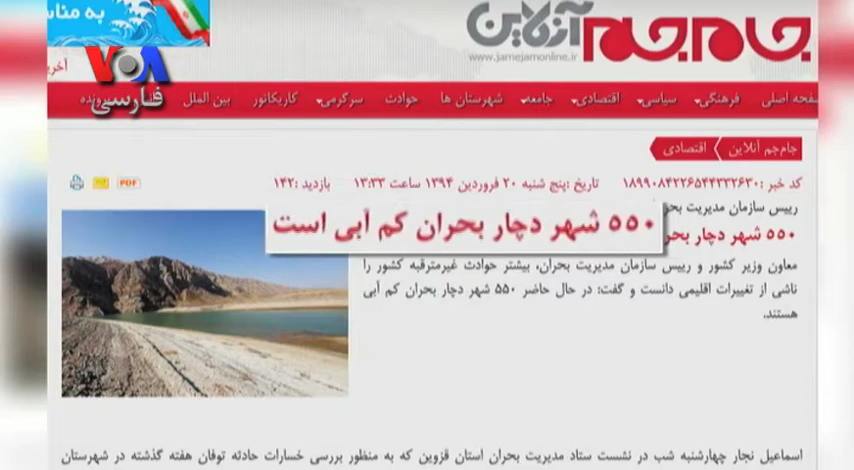 به مناس
جام‌جم آنلاین
www.jamejamonline.ir
VOA
فارسی
صفحه اصلی فرهنگی سیاسی اقتصادی جامعه شهرستان ها حوادث سرگرمی کاریکاتور بین الملل
جام‌جم آنلاین اقتصادی
کد خبر :۱۸۹۹۰۸۴۲۲۶۵۴۴۳۳۲۶۳۰ تاریخ :پنج شنبه ۲۰ فروردین ۱۳۹۴ ساعت ۱۳:۳۳ بازدید :۱۴۲ PDF
رییس سازمان مدیریت بحر
۵۵۰ شهر دچار بحران کم آبی است
۵۵۰ شهر دچار بحر
معاون وزیر کشور و رییس سازمان مدیریت بحران، بیشتر حوادث غیرمترقبه کشور را
ناشی از تغییرات اقلیمی دانست و گفت: در حال حاضر ۵۵۰ شهر دچار بحران کم آبی
هستند.
اسماعیل نجار چهارشنبه شب در نشست ستاد مدیریت بحران استان قزوین که به منظور بررسی خسارات حادثه توفان هفته گذشته در شهرستان